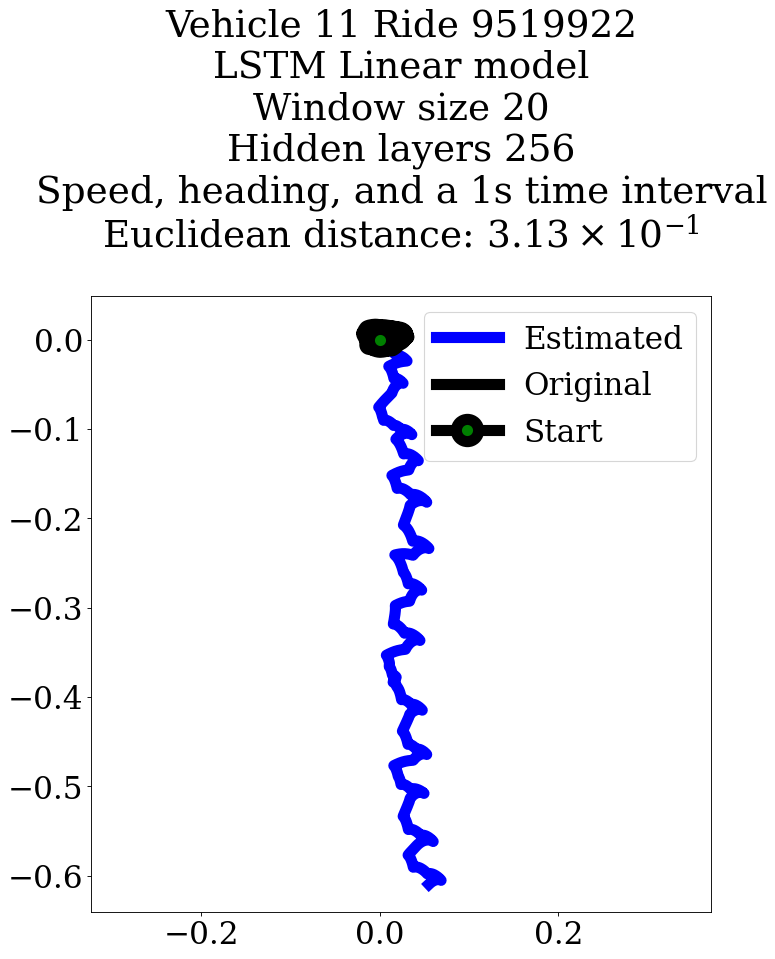 Vehicle 11 Ride 9519922
LSTM Linear model
Window size 20
Hidden layers 256
Speed, heading, and a 1s time interval
Euclidean distance: 3.13 × 10⁻¹
Estimated
Original
Start
0.0
−0.1
−0.2
−0.3
−0.4
−0.5
−0.6
−0.2 0.0 0.2